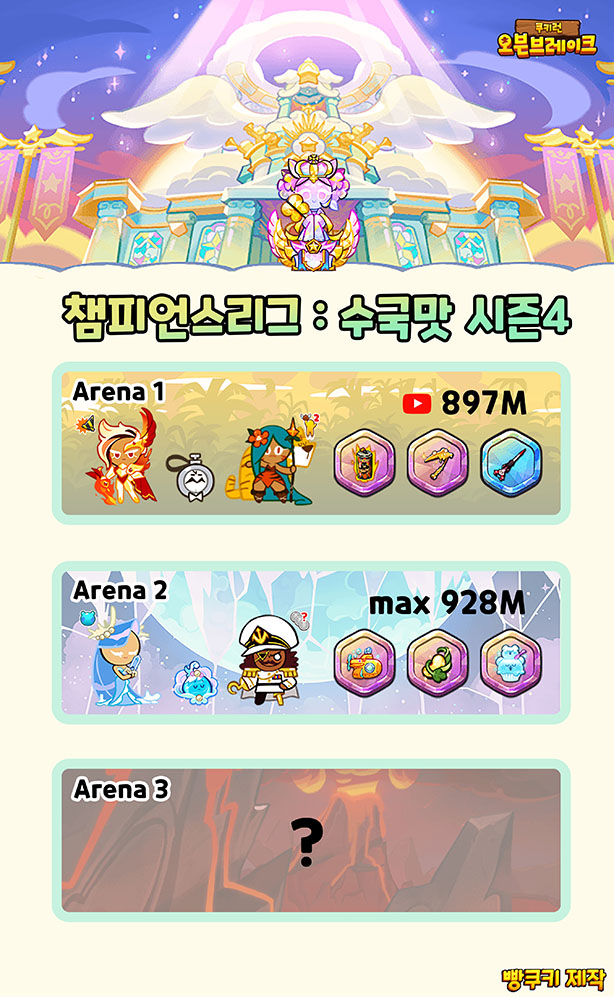 쿠키런
오븐브레이크
챔피언스리그 : 수국맛 시즌4
Arena 1
897M
2
Arena 2
max 928M
?
Arena 3
?
빵쿠키 제작